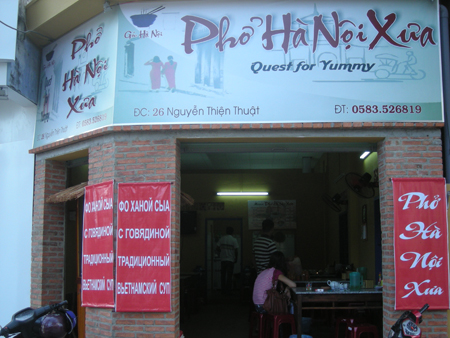 Phở
Hà Nội
Xưa
Phở Hà Nội Xưa
Quest for Yummy
ĐC: 26 Nguyễn Thiện Thuật
ĐT: 0583.526819
ФО ХАНОЙ СЫА
С ГОВЯДИНОЙ
ТРАДИЦИОННЫЙ
ВЬЕТНАМСКИЙ СУП
ФО ХАНОЙ СЫА
С ГОВЯДИНОЙ
ТРАДИЦИОННЫЙ
ВЬЕТНАМСКИЙ СУП
Phở
Hà
Nội
Xưa